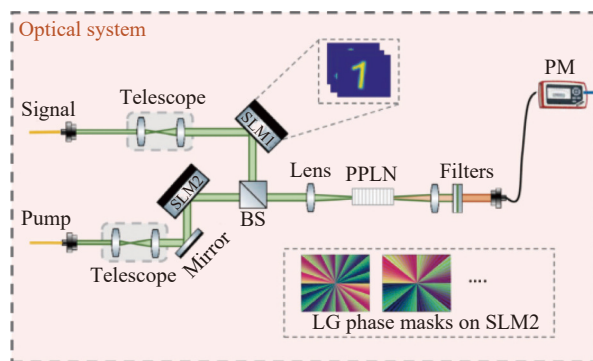 Optical system
PM
Signal
Telescope
SLM1
1
Lens
PPLN
Filters
SLM2
BS
Pump
Telescope
Mirror
....
LG phase masks on SLM2